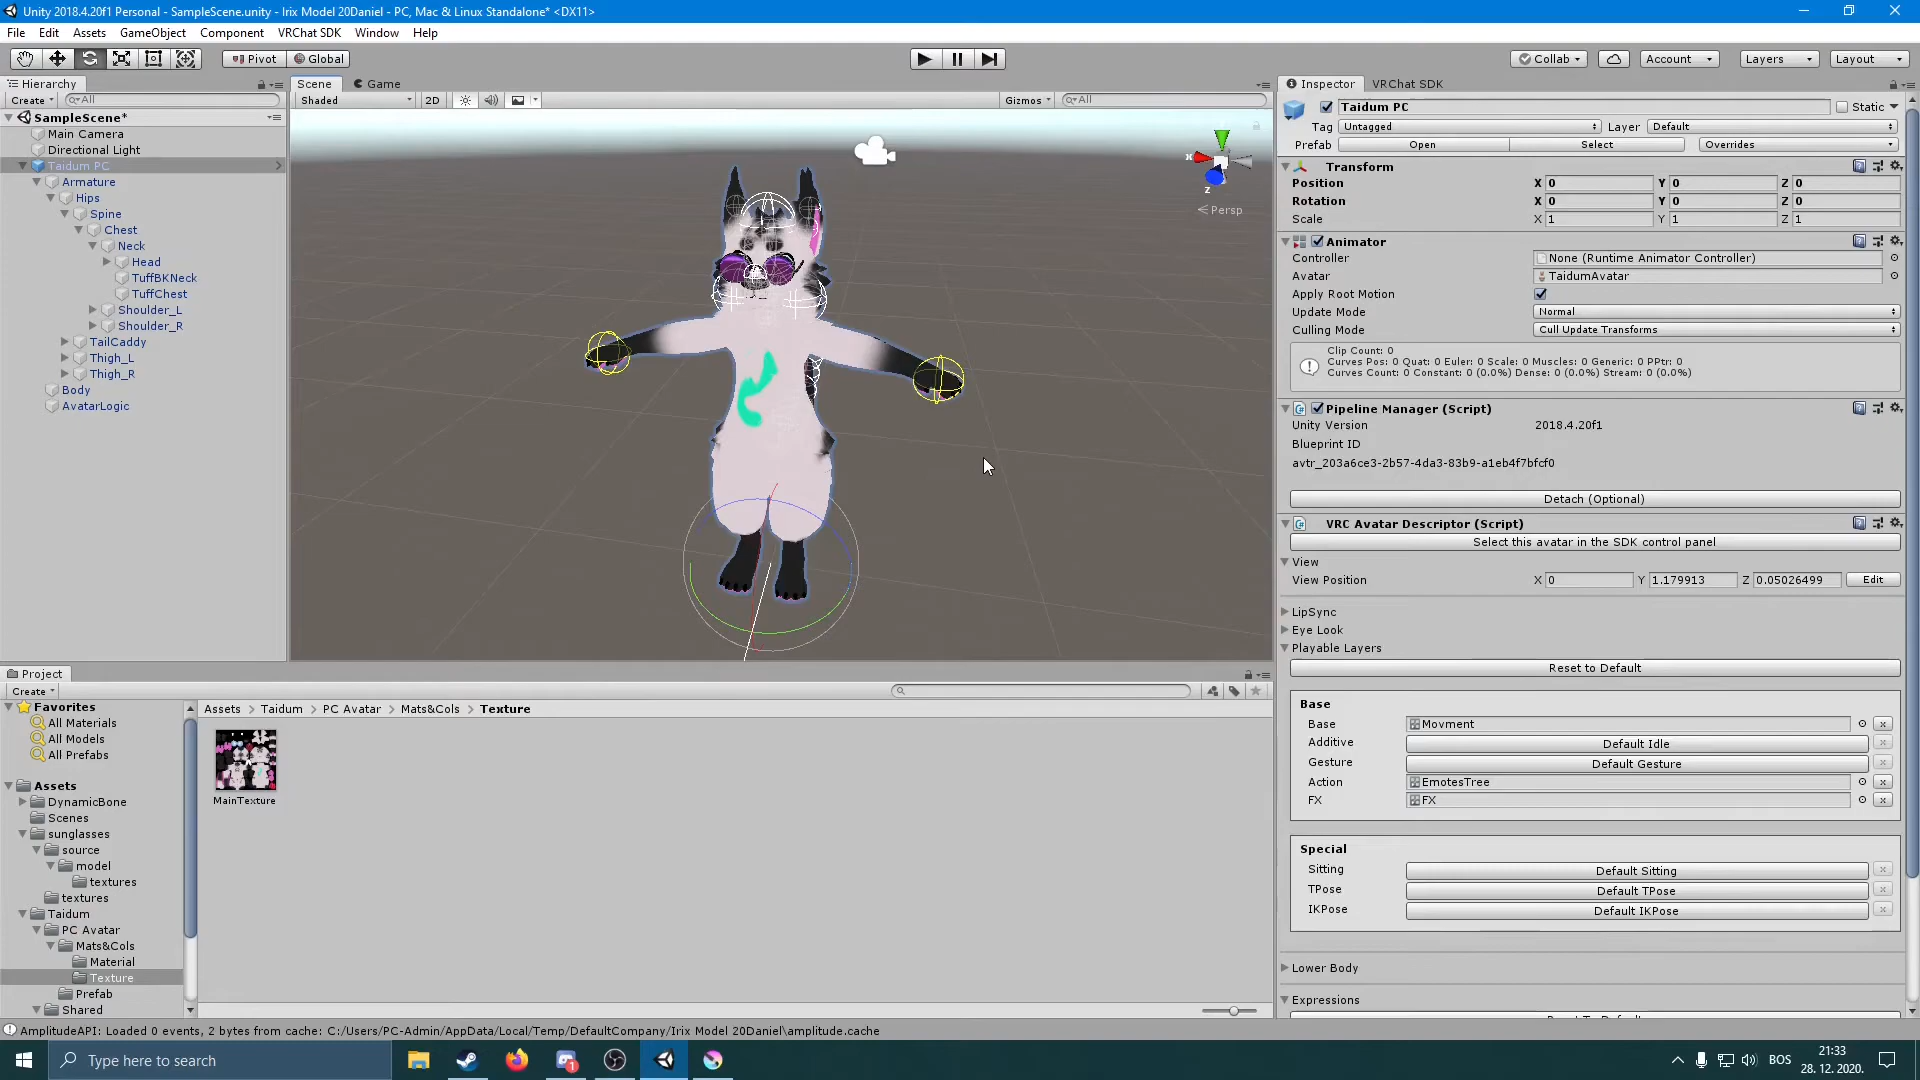 Unity 2018.4.20f1 Personal - SampleScene.unity - Irix Model 20Daniel - PC, Mac & Linux Standalone* <DX11>
File Edit Assets GameObject Component VRChat SDK Window Help
Pivot Global Collab Account Layers Layout
Hierarchy
Create All
SampleScene*
Main Camera
Directional Light
Taidum PC
Armature
Hips
Spine
Chest
Neck
Head
TuffBKNeck
TuffChest
Shoulder_L
Shoulder_R
TailCaddy
Thigh_L
Thigh_R
Body
AvatarLogic
Scene Game
Shaded 2D Gizmos All
y
x
z
Persp
Inspector VRChat SDK
Taidum PC Static
Tag Untagged Layer Default
Prefab Open Select Overrides
Transform
Position X 0 Y 0 Z 0
Rotation X 0 Y 0 Z 0
Scale X 1 Y 1 Z 1
Animator
Controller None (Runtime Animator Controller)
Avatar TaidumAvatar
Apply Root Motion
Update Mode Normal
Culling Mode Cull Update Transforms
Clip Count: 0
Curves Pos: 0 Quat: 0 Euler: 0 Scale: 0 Muscles: 0 Generic: 0 PPtr: 0
Curves Count: 0 Constant: 0 (0.0%) Dense: 0 (0.0%) Stream: 0 (0.0%)
Pipeline Manager (Script)
Unity Version 2018.4.20f1
Blueprint ID
avtr_203a6ce3-2b57-4da3-83b9-a1eb4f7bfcf0
Detach (Optional)
VRC Avatar Descriptor (Script)
Select this avatar in the SDK control panel
View
View Position X 0 Y 1.179913 Z 0.05026499 Edit
LipSync
Eye Look
Playable Layers
Reset to Default
Base
Base Movment
Additive Default Idle
Gesture Default Gesture
Action EmotesTree
FX FX
Special
Sitting Default Sitting
TPose Default TPose
IKPose Default IKPose
Lower Body
Expressions
Project
Create
Favorites
All Materials
All Models
All Prefabs
Assets
DynamicBone
Scenes
sunglasses
source
model
textures
textures
Taidum
PC Avatar
Mats&Cols
Material
Texture
Prefab
Shared
Assets > Taidum > PC Avatar > Mats&Cols > Texture
MainTexture
AmplitudeAPI: Loaded 0 events, 2 bytes from cache: C:/Users/PC-Admin/AppData/Local/Temp/DefaultCompany/Irix Model 20Daniel\amplitude.cache
Type here to search
1
BOS
21:33
28. 12. 2020.